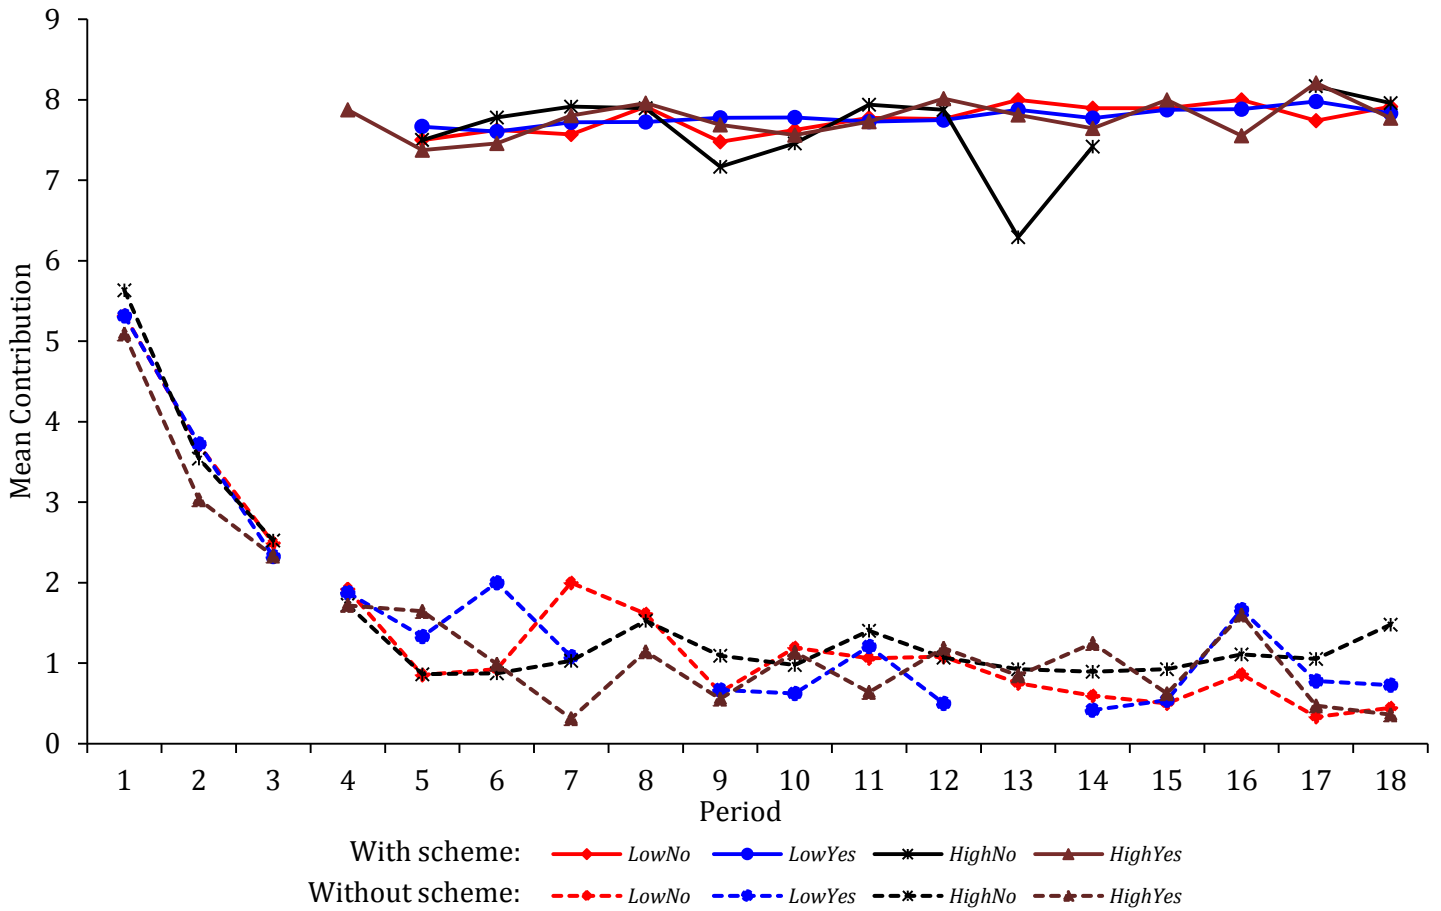 9
8
7
6
5
4
3
2
1
0
Mean Contribution
1 2 3 4 5 6 7 8 9 10 11 12 13 14 15 16 17 18
Period
With scheme: LowNo LowYes HighNo HighYes
Without scheme: LowNo LowYes HighNo HighYes